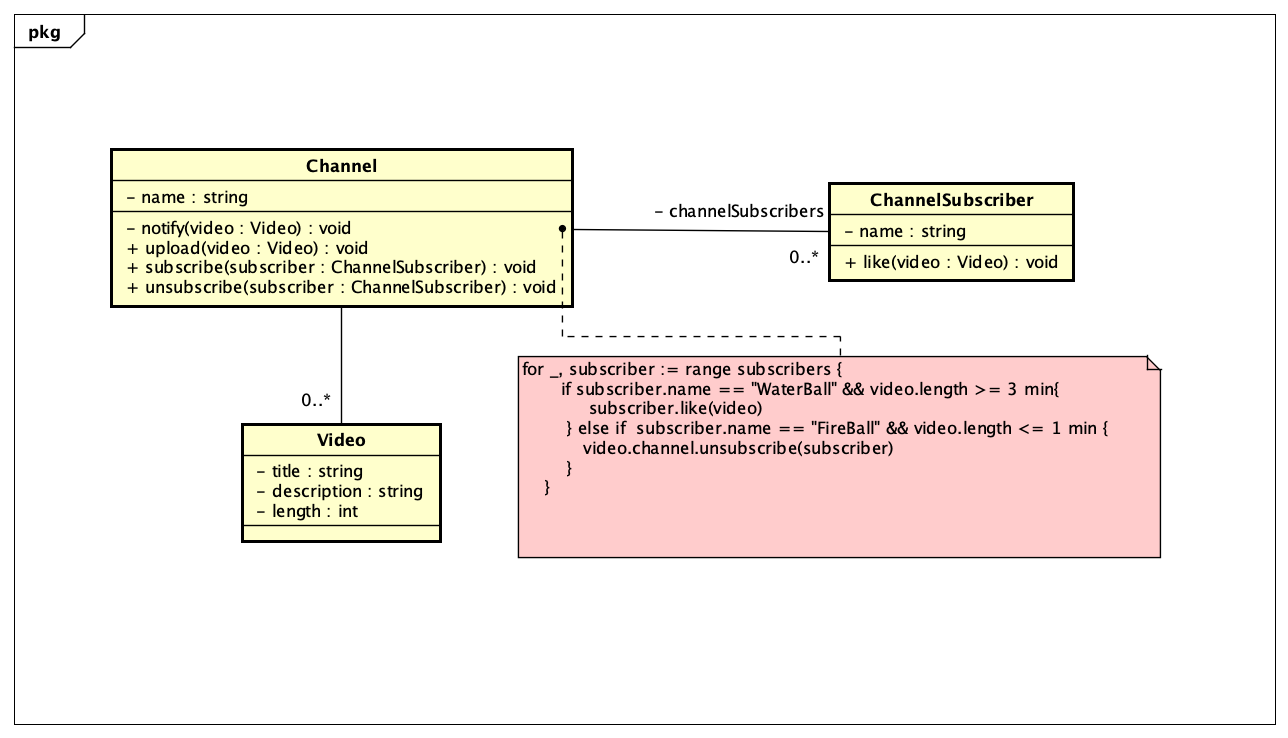 pkg
Channel
- name : string
- notify(video : Video) : void
+ upload(video : Video) : void
+ subscribe(subscriber : ChannelSubscriber) : void
+ unsubscribe(subscriber : ChannelSubscriber) : void
- channelSubscribers
0..*
ChannelSubscriber
- name : string
+ like(video : Video) : void
0..*
Video
- title : string
- description : string
- length : int
for _, subscriber := range subscribers {
if subscriber.name == "WaterBall" && video.length >= 3 min{
subscriber.like(video)
} else if subscriber.name == "FireBall" && video.length <= 1 min {
video.channel.unsubscribe(subscriber)
}
}